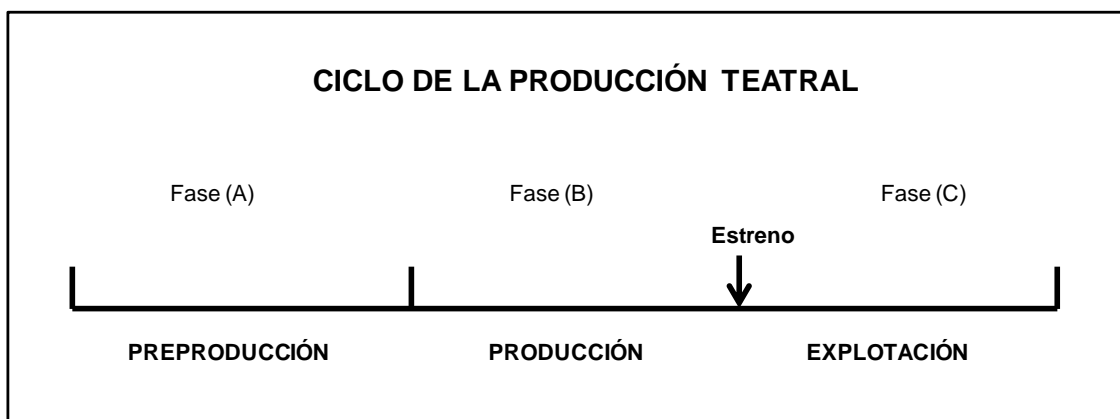 CICLO DE LA PRODUCCIÓN TEATRAL
Fase (A) Fase (B) Fase (C)
Estreno
PREPRODUCCIÓN PRODUCCIÓN EXPLOTACIÓN